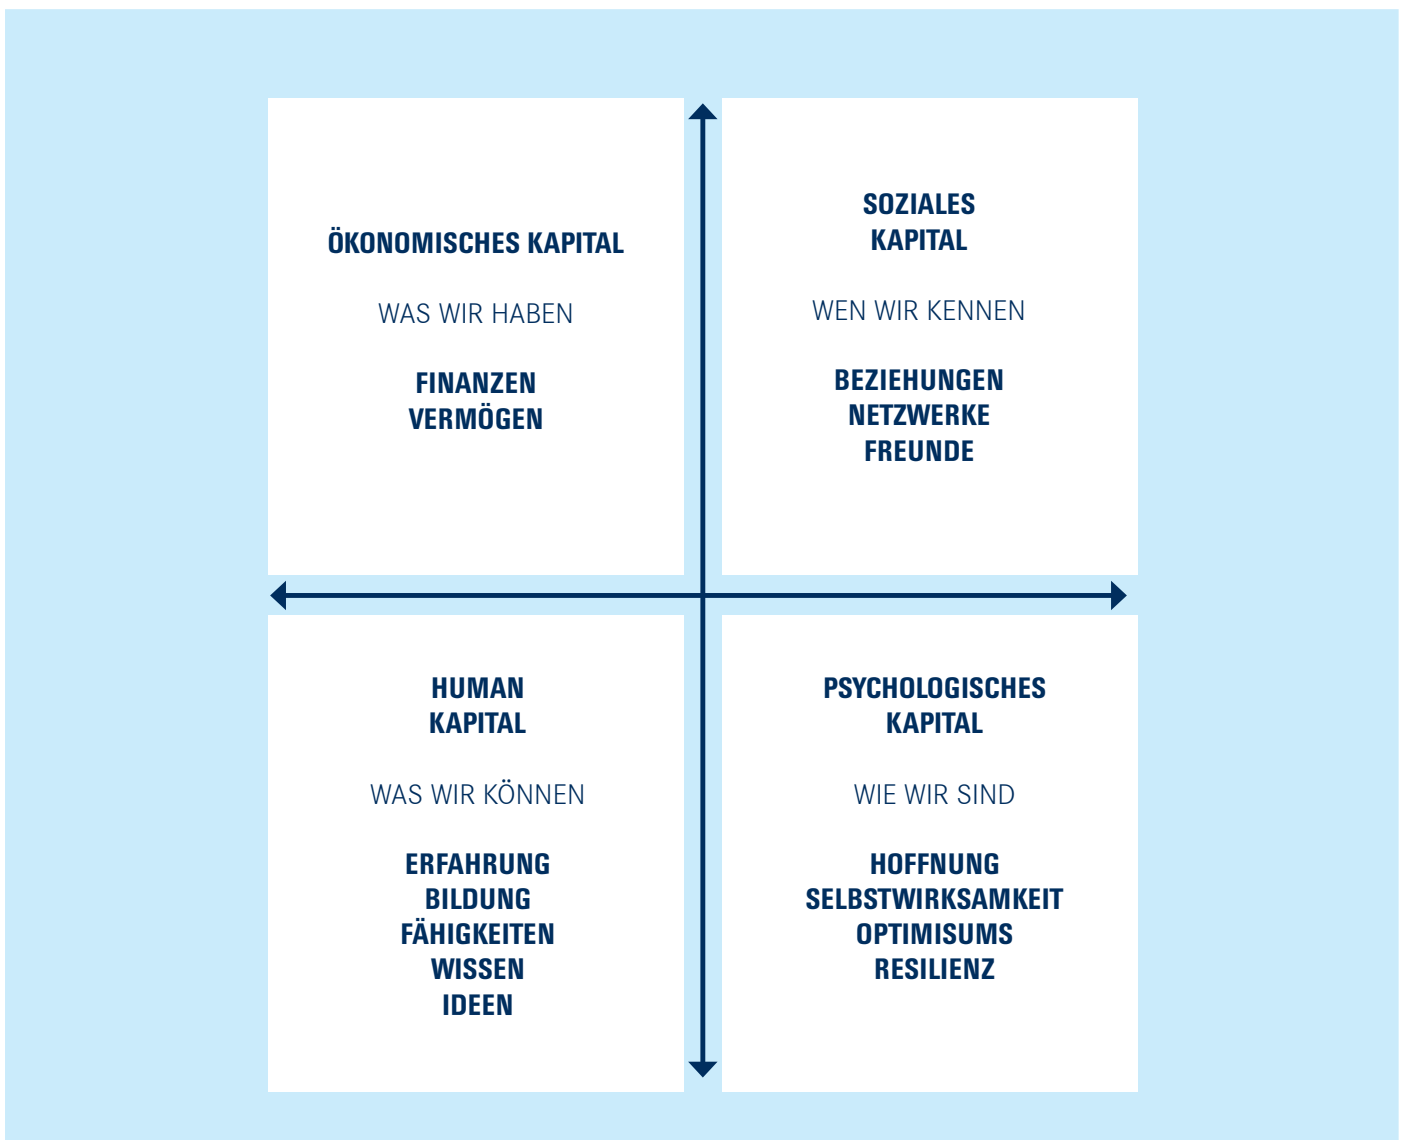 ÖKONOMISCHES KAPITAL
WAS WIR HABEN
FINANZEN
VERMÖGEN
SOZIALES
KAPITAL
WEN WIR KENNEN
BEZIEHUNGEN
NETZWERKE
FREUNDE
HUMAN
KAPITAL
WAS WIR KÖNNEN
ERFAHRUNG
BILDUNG
FÄHIGKEITEN
WISSEN
IDEEN
PSYCHOLOGISCHES
KAPITAL
WIE WIR SIND
HOFFNUNG
SELBSTWIRKSAMKEIT
OPTIMISUMS
RESILIENZ